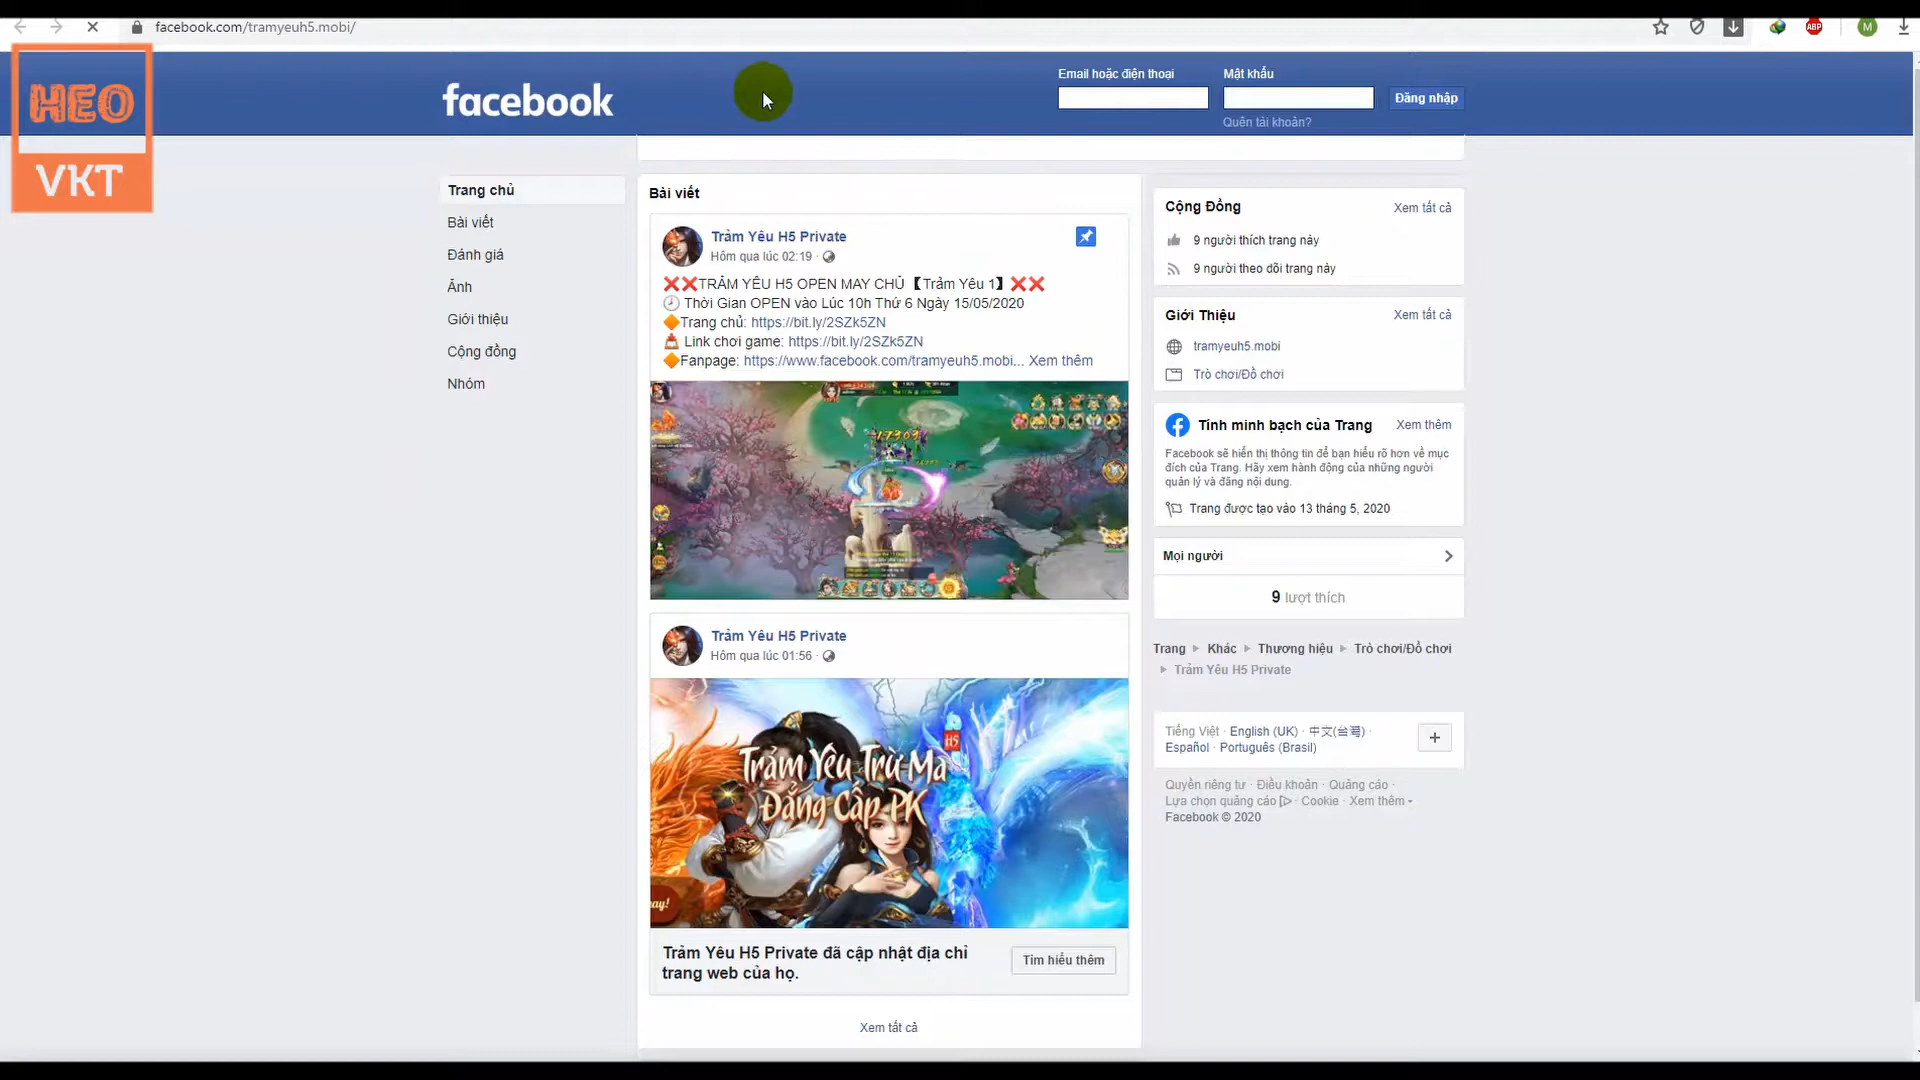 facebook.com/tramyeuh5.mobi/
ABP
M
HEO
VKT
facebook
Email hoặc điện thoại
Mật khẩu
Đăng nhập
Quên tài khoản?
Trang chủ
Bài viết
Đánh giá
Ảnh
Giới thiệu
Cộng đồng
Nhóm
Bài viết
Trảm Yêu H5 Private
Hôm qua lúc 02:19 ·
❌❌TRẢM YÊU H5 OPEN MAY CHỦ【Trảm Yêu 1】❌❌
Thời Gian OPEN vào Lúc 10h Thứ 6 Ngày 15/05/2020
🔶Trang chủ: https://bit.ly/2SZk5ZN
Link chơi game: https://bit.ly/2SZk5ZN
🔶Fanpage: https://www.facebook.com/tramyeuh5.mobi... Xem thêm
17303
Trảm Yêu H5 Private
Hôm qua lúc 01:56 ·
H5
Trảm Yêu Trừ Ma
Đẳng Cấp PK
ay!
Trảm Yêu H5 Private đã cập nhật địa chỉ
trang web của họ.
Tìm hiểu thêm
Xem tất cả
Cộng Đồng
Xem tất cả
9 người thích trang này
9 người theo dõi trang này
Giới Thiệu
Xem tất cả
tramyeuh5.mobi
Trò chơi/Đồ chơi
Tính minh bạch của Trang
Xem thêm
Facebook sẽ hiển thị thông tin để bạn hiểu rõ hơn về mục
đích của Trang. Hãy xem hành động của những người
quản lý và đăng nội dung.
Trang được tạo vào 13 tháng 5, 2020
Mọi người
9 lượt thích
Trang
Khác
Thương hiệu
Trò chơi/Đồ chơi
Trảm Yêu H5 Private
Tiếng Việt · English (UK) · 中文(台灣) ·
Español · Português (Brasil)
+
Quyền riêng tư · Điều khoản · Quảng cáo ·
Lựa chọn quảng cáo · Cookie · Xem thêm
Facebook © 2020